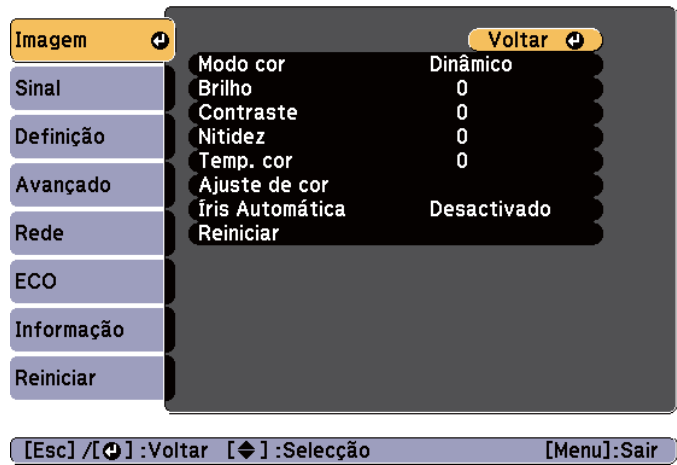 Imagem
Sinal
Definição
Avançado
Rede
ECO
Informação
Reiniciar
Voltar
Modo cor Dinâmico
Brilho 0
Contraste 0
Nitidez 0
Temp. cor 0
Ajuste de cor
Íris Automática Desactivado
Reiniciar
[Esc] /[ ] :Voltar [ ] :Selecção [Menu]:Sair